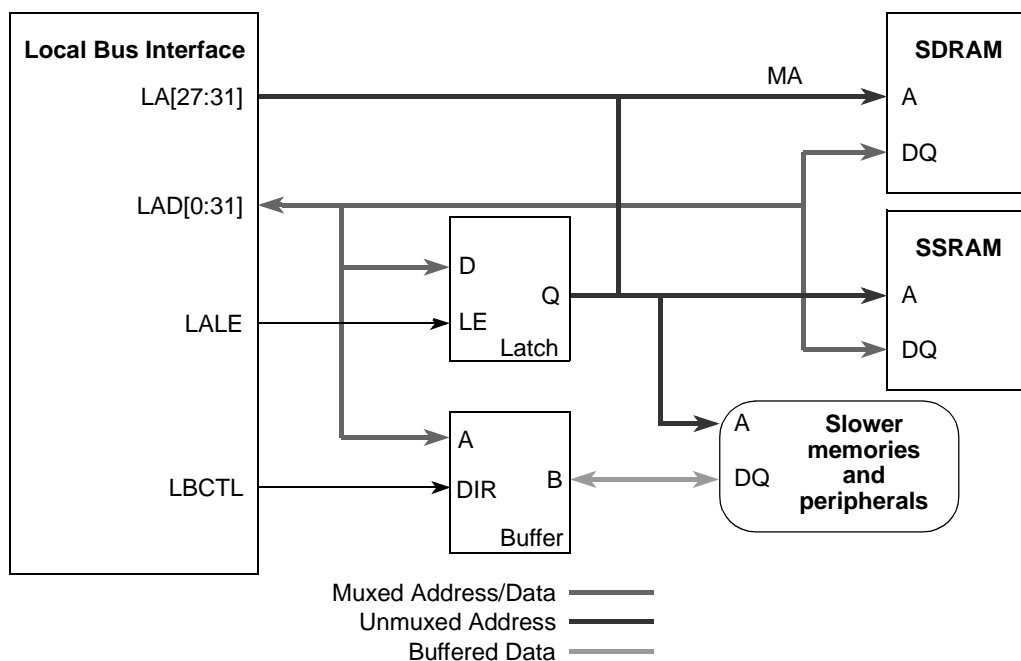 Local Bus Interface
LA[27:31]
LAD[0:31]
LALE
LBCTL
MA
SDRAM
A
DQ
SSRAM
A
DQ
D
Q
LE
Latch
A
B
DIR
Buffer
A
DQ
Slower
memories
and
peripherals
Muxed Address/Data
Unmuxed Address
Buffered Data